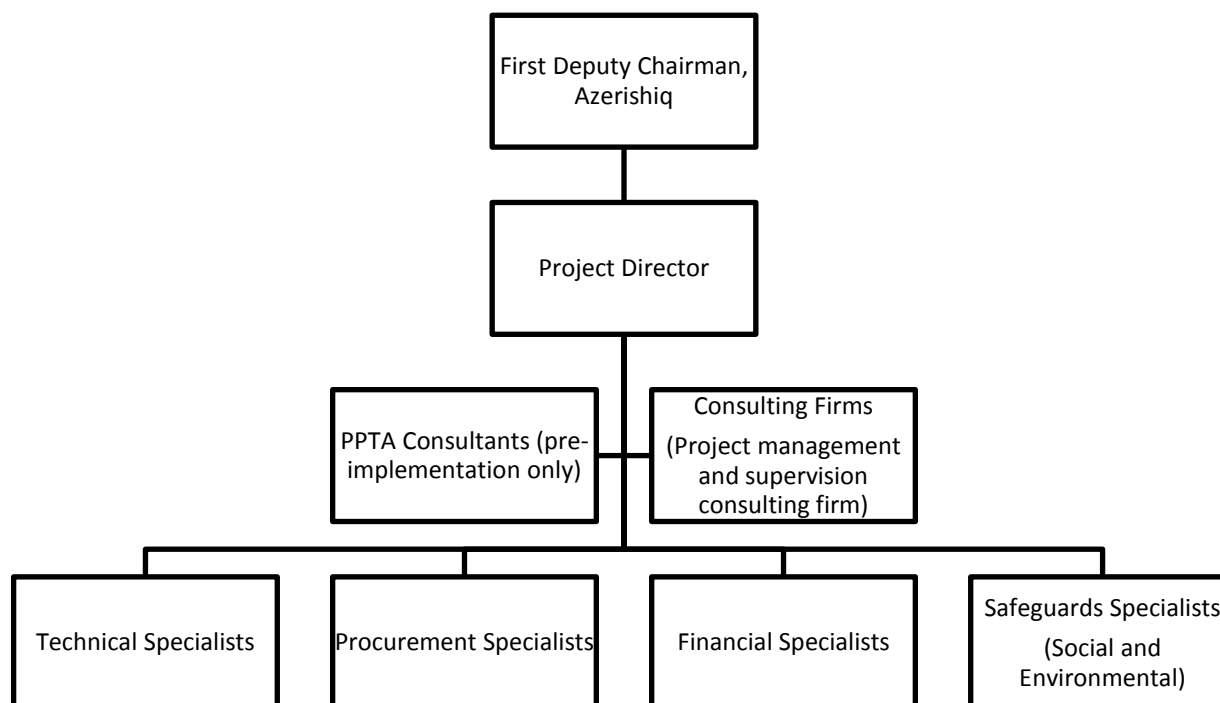 First Deputy Chairman,
Azerishiq
Project Director
PPTA Consultants (pre-
implementation only)
Consulting Firms
(Project management
and supervision
consulting firm)
Technical Specialists
Procurement Specialists
Financial Specialists
Safeguards Specialists
(Social and
Environmental)